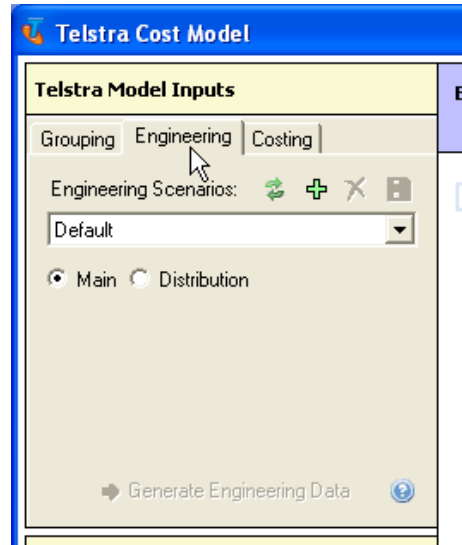 Telstra Cost Model
Telstra Model Inputs
Grouping Engineering Costing
Engineering Scenarios:
Default
Main Distribution
Generate Engineering Data